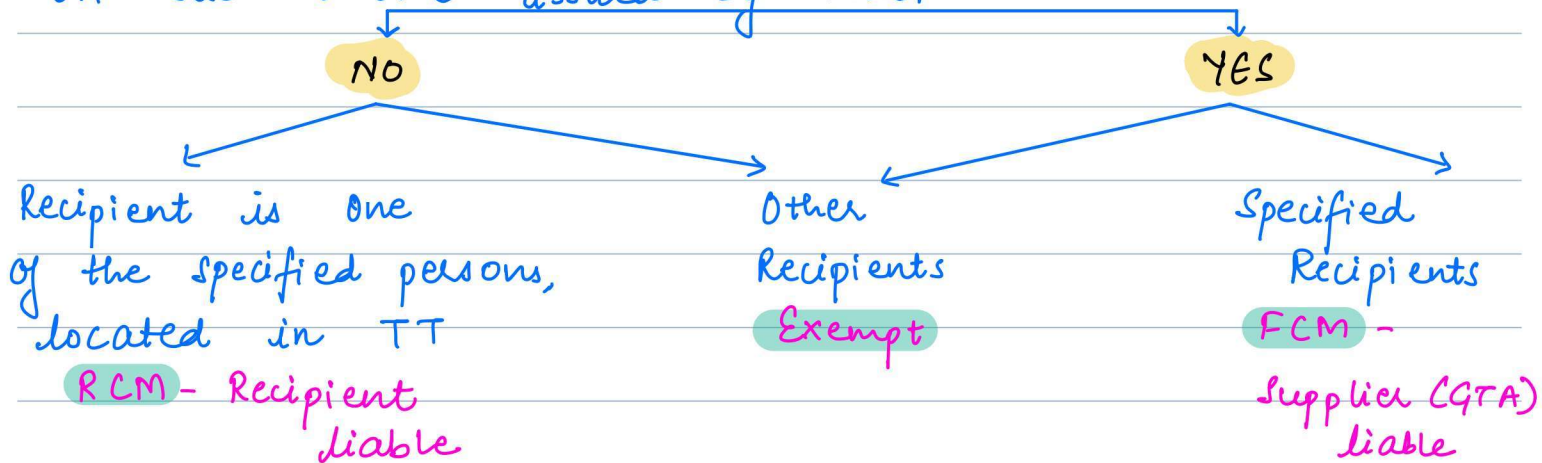 NO
YES
Recipient is one
of the specified persons,
located in TT
RCM - Recipient
liable
Other
Recipients
Exempt
Specified
Recipients
FCM -
Supplier (GTA)
liable